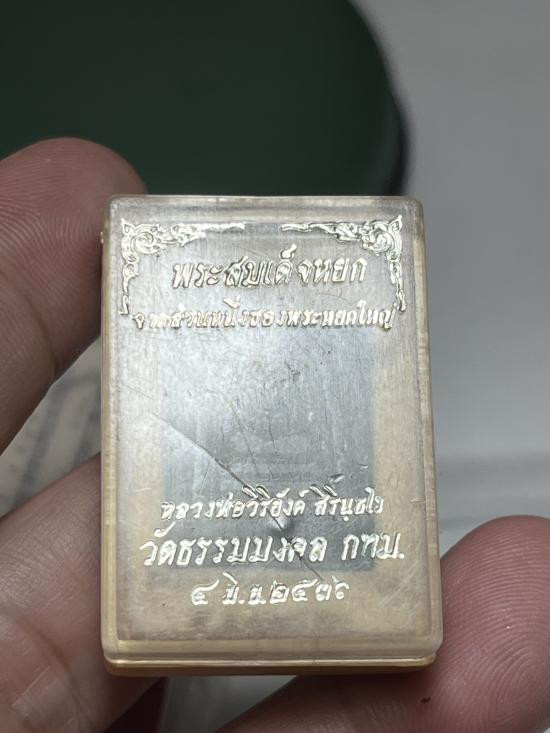 พระสมเด็จหยก
จากส่วนหนึ่งของพระหยกใหญ่
หลวงพ่อวิริยังค์ สิรินฺธโร
วัดธรรมมงคล กทม.
๔ มิ.ย.๒๕๓๖